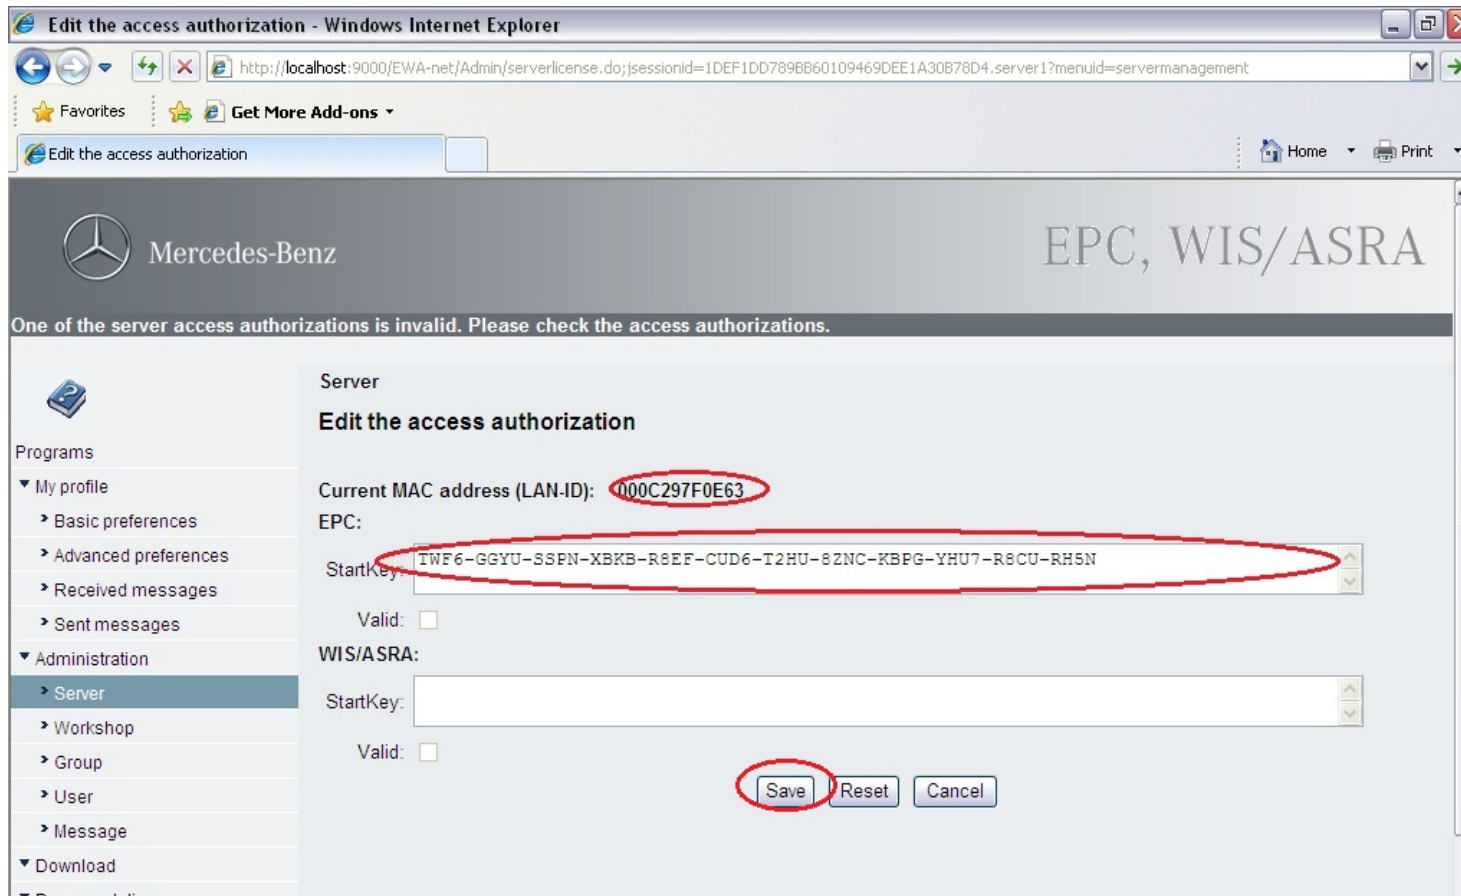 Edit the access authorization - Windows Internet Explorer
http://localhost:9000/EWA-net/Admin/serverlicense.do;jsessionid=1DEF1DD789BB60109469DEE1A30B78D4.server1?menuid=servermanagement
Favorites Get More Add-ons
Edit the access authorization Home Print
Mercedes-Benz EPC, WIS/ASRA
One of the server access authorizations is invalid. Please check the access authorizations.
Programs
My profile
Basic preferences
Advanced preferences
Received messages
Sent messages
Administration
Server
Workshop
Group
User
Message
Download
Server
Edit the access authorization
Current MAC address (LAN-ID): 000C297F0E63
EPC:
StartKey: TWF6-GGYU-SSPN-XBKB-R8EF-CUD6-T2HU-8ZNC-KBPG-YHU7-R8CU-RH5N
Valid:
WIS/ASRA:
StartKey:
Valid:
Save Reset Cancel